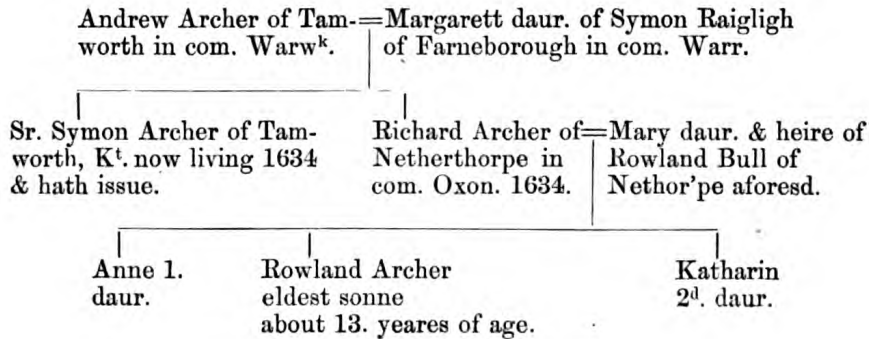 Andrew Archer of Tam-=Margarett daur. of Symon Raigligh
worth in com. Warwᵏ. of Farneborough in com. Warr.
Sr. Symon Archer of Tam-
worth, Kᵗ. now living 1634
& hath issue.
Richard Archer of=Mary daur. & heire of
Netherthorpe in Rowland Bull of
com. Oxon. 1634. Nethor'pe aforesd.
Anne 1.
daur.
Rowland Archer
eldest sonne
about 13. yeares of age.
Katharin
2ᵈ. daur.